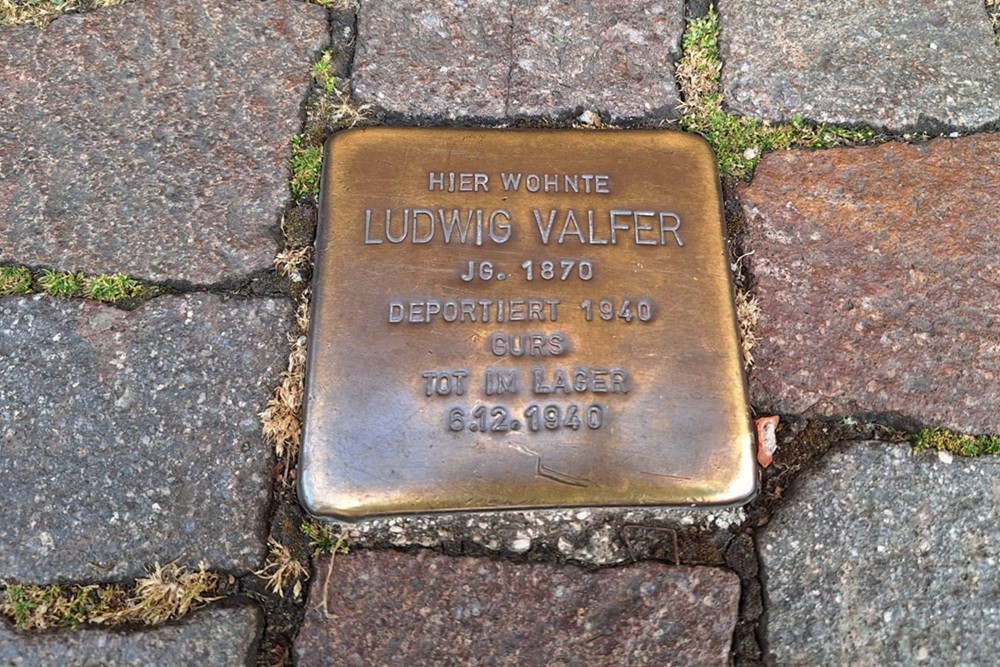 HIER WOHNTE
LUDWIG VALFER
JG. 1870
DEPORTIERT 1940
GURS
TOT IM LAGER
6.12.1940